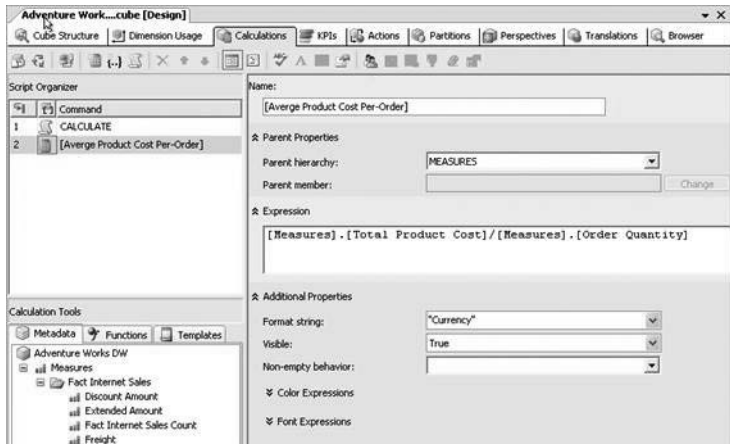 Adventure Work....cube [Design]
Cube Structure Dimension Usage Calculations KPIs Actions Partitions Perspectives Translations Browser
Script Organizer
Command
1 CALCULATE
2 [Averge Product Cost Per-Order]
Calculation Tools
Metadata Functions Templates
Adventure Works DW
Measures
Fact Internet Sales
Discount Amount
Extended Amount
Fact Internet Sales Count
Freight
Name:
[Averge Product Cost Per-Order]
Parent Properties
Parent hierarchy: MEASURES
Parent member: Change
Expression
[Measures].[Total Product Cost]/[Measures].[Order Quantity]
Additional Properties
Format string: "Currency"
Visible: True
Non-empty behavior:
Color Expressions
Font Expressions